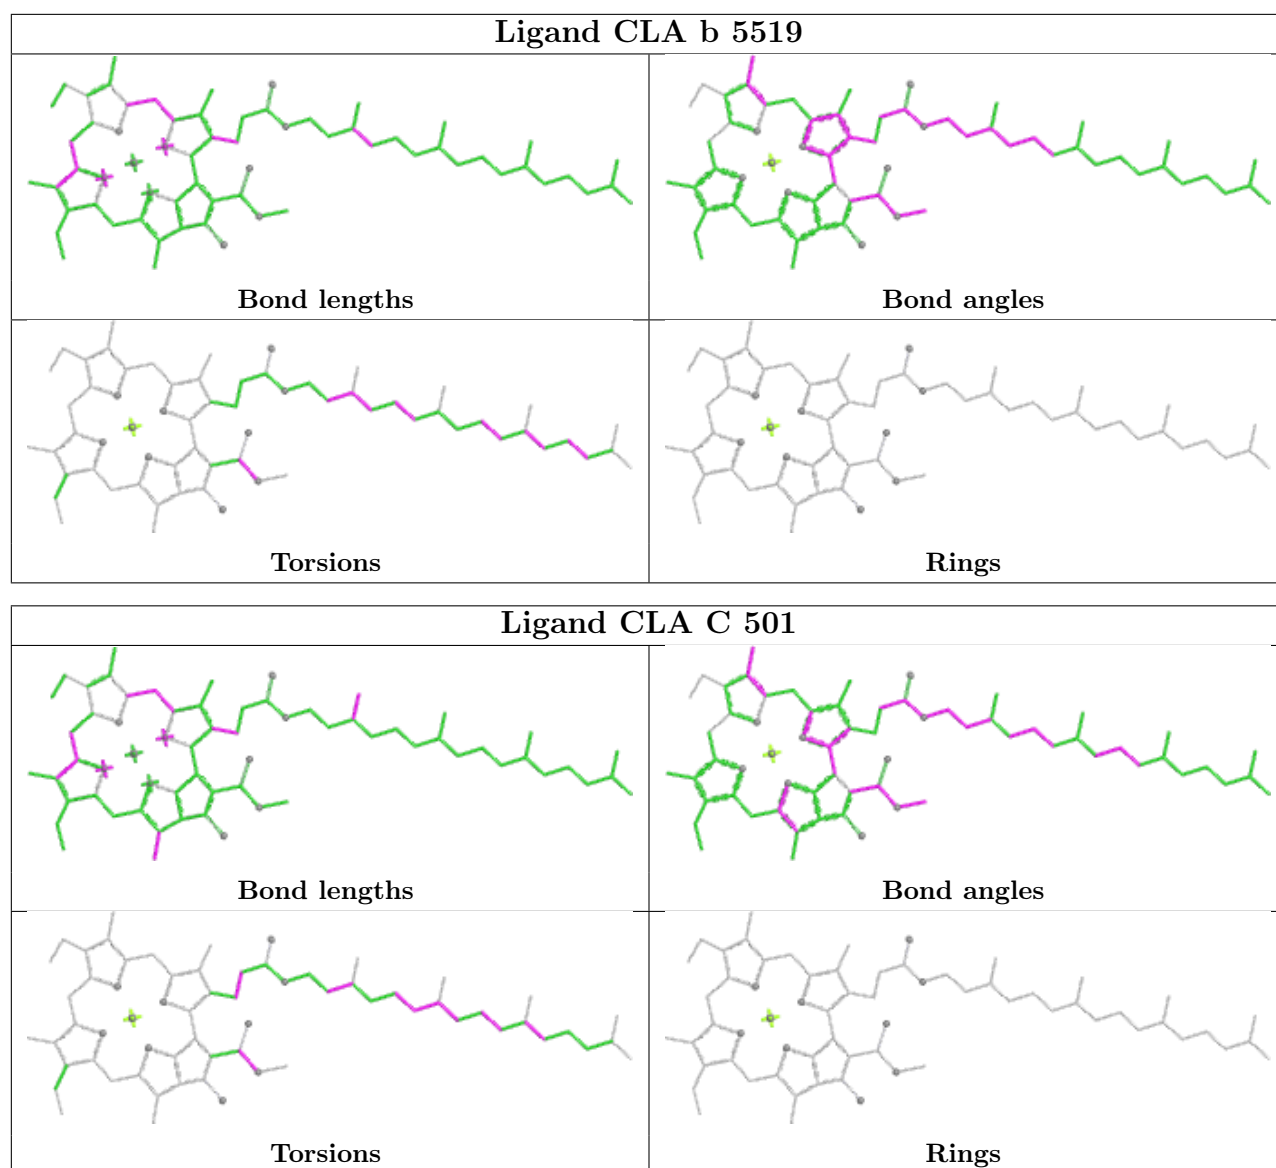 Ligand CLA b 5519
Bond lengths
Bond angles
Torsions
Rings
Ligand CLA C 501
Bond lengths
Bond angles
Torsions
Rings